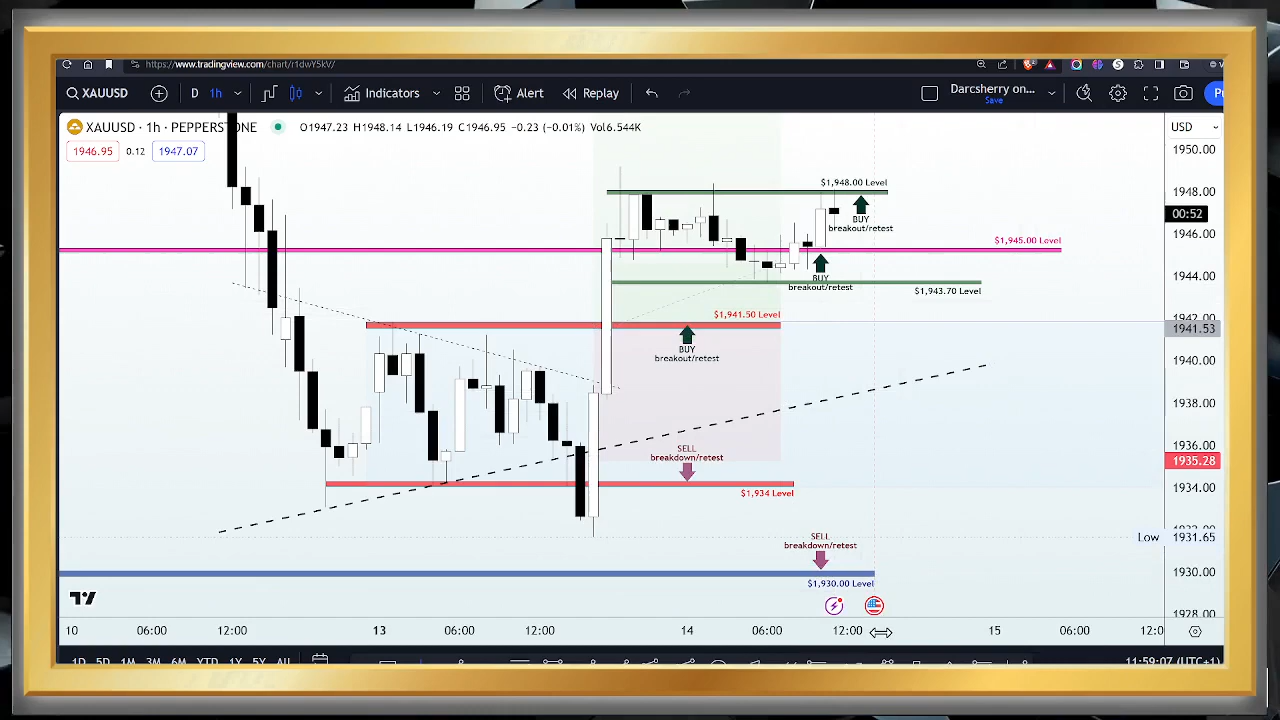 https://www.tradingview.com/chart/r1dwY5kV/
XAUUSD D 1h Indicators Alert Replay Darcsherry on... Save
XAUUSD · 1h · PEPPERSTONE O1947.23 H1948.14 L1946.19 C1946.95 −0.23 (−0.01%) Vol6.544K
USD
1946.95 0.12 1947.07
1950.00
$1,948.00 Level
1948.00
00:52
BUY
breakout/retest
1946.00
$1,945.00 Level
1944.00
BUY
breakout/retest
$1,943.70 Level
$1,941.50 Level
1941.53
BUY
breakout/retest
1940.00
1938.00
1936.00
SELL
breakdown/retest
1935.28
1934.00
$1,934 Level
Low 1931.65
SELL
breakdown/retest
1930.00
$1,930.00 Level
1928.00
10 06:00 12:00 13 06:00 12:00 14 06:00 12:00 15 06:00 12:0
1D 5D 1M 3M 6M YTD 1Y 5Y All 11:59:07 (UTC+1)